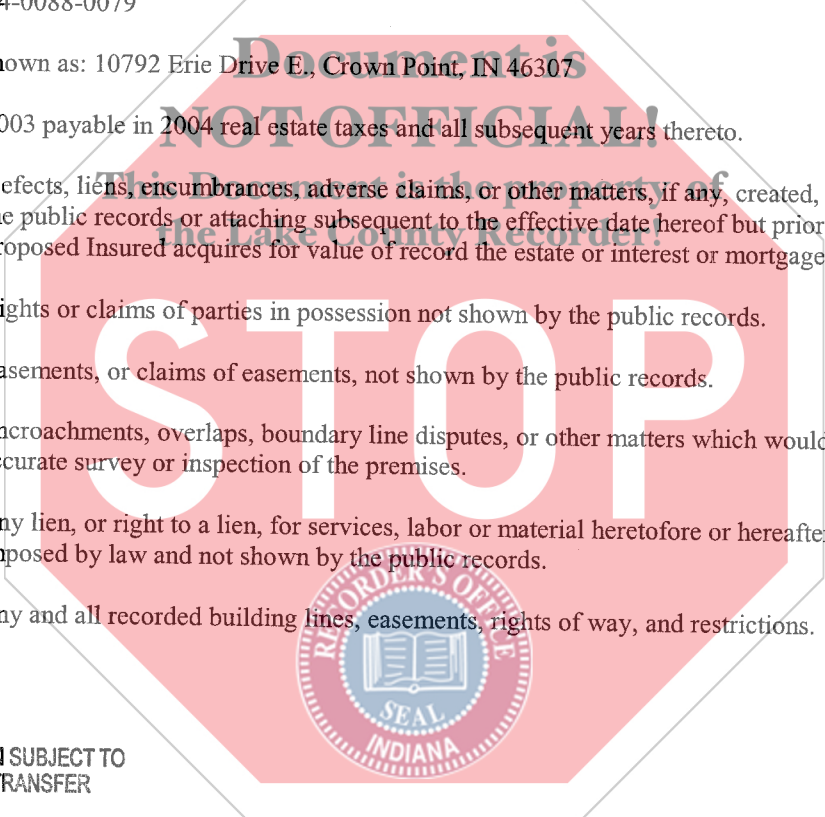 4-0088-0079
nown as: 10792 Erie Drive E., Crown Point, IN 46307
Document is
003 payable in 2004 real estate taxes and all subsequent years thereto.
NOT OFFICIAL!
efects, liens, encumbrances, adverse claims, or other matters, if any, created,
This Document is the property of
e public records or attaching subsequent to the effective date hereof but prior
the Lake County Recorder!
roposed Insured acquires for value of record the estate or interest or mortgage
ights or claims of parties in possession not shown by the public records.
STOP
asements, or claims of easements, not shown by the public records.
ncroachments, overlaps, boundary line disputes, or other matters which would
ccurate survey or inspection of the premises.
ny lien, or right to a lien, for services, labor or material heretofore or hereafter
mposed by law and not shown by the public records.
ny and all recorded building lines, easements, rights of way, and restrictions.
RECORDER'S OFFICE
SEAL
INDIANA
N SUBJECT TO
TRANSFER